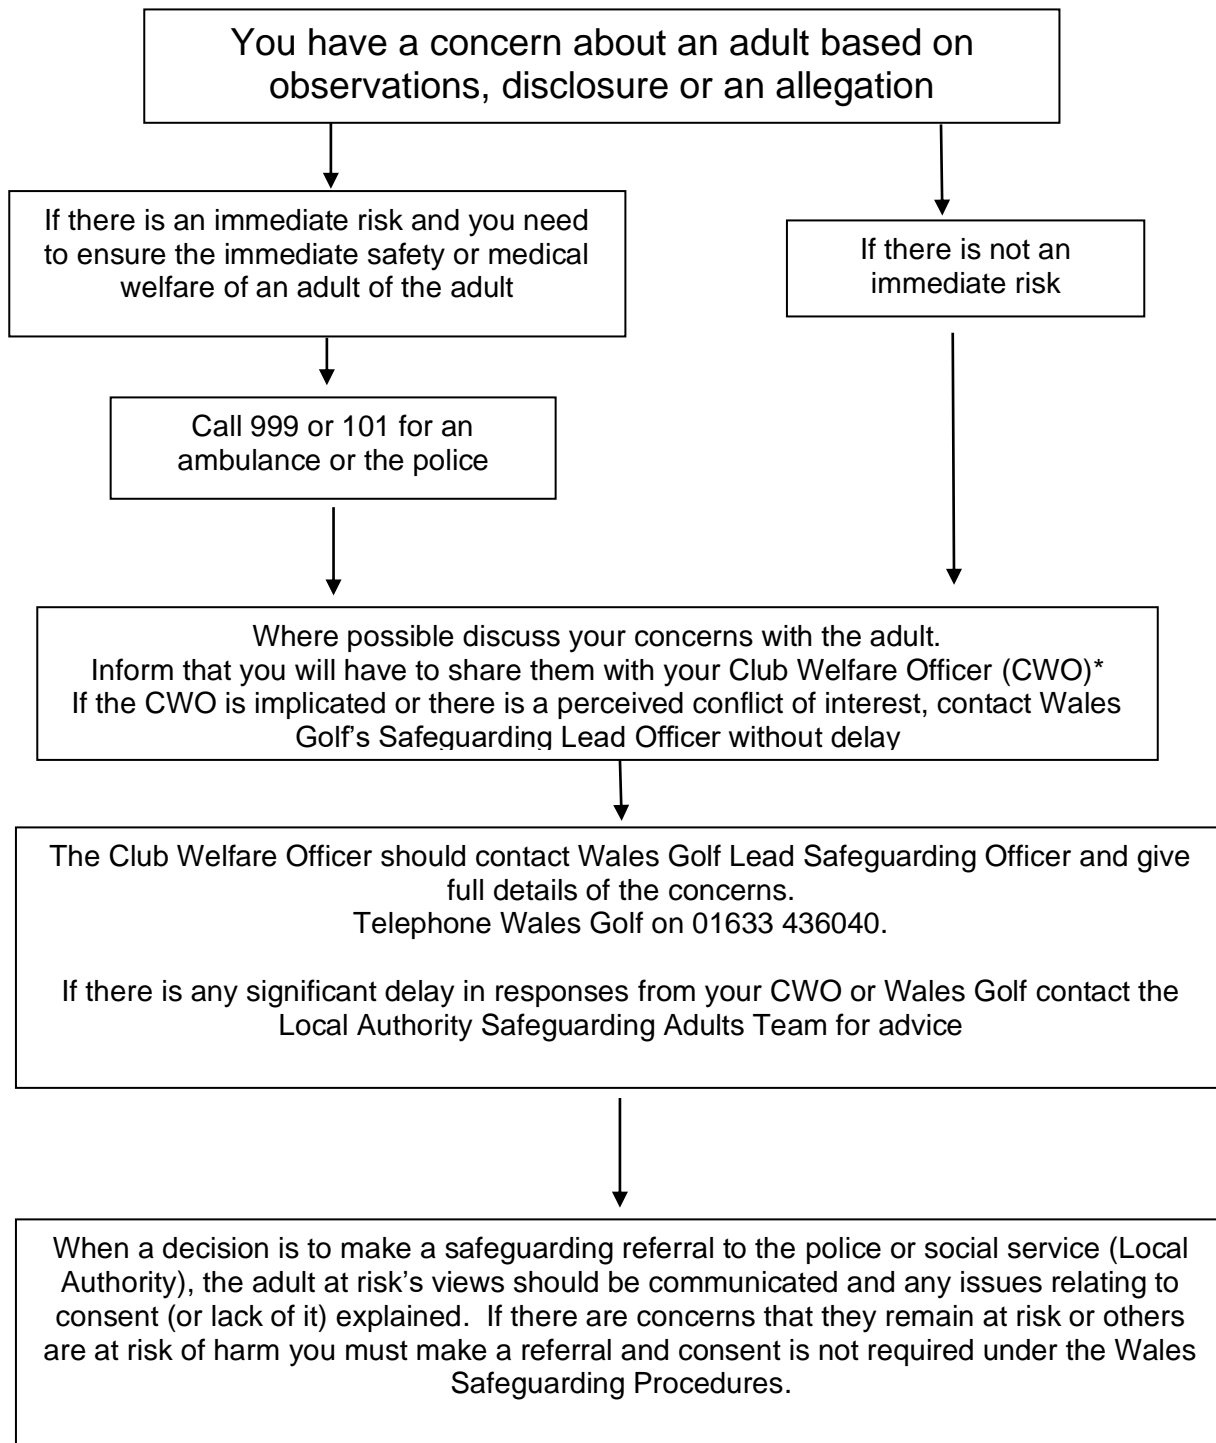 You have a concern about an adult based on
observations, disclosure or an allegation
If there is an immediate risk and you need
to ensure the immediate safety or medical
welfare of an adult of the adult
If there is not an
immediate risk
Call 999 or 101 for an
ambulance or the police
Where possible discuss your concerns with the adult.
Inform that you will have to share them with your Club Welfare Officer (CWO)*
If the CWO is implicated or there is a perceived conflict of interest, contact Wales
Golf’s Safeguarding Lead Officer without delay
The Club Welfare Officer should contact Wales Golf Lead Safeguarding Officer and give
full details of the concerns.
Telephone Wales Golf on 01633 436040.
If there is any significant delay in responses from your CWO or Wales Golf contact the
Local Authority Safeguarding Adults Team for advice
When a decision is to make a safeguarding referral to the police or social service (Local
Authority), the adult at risk’s views should be communicated and any issues relating to
consent (or lack of it) explained.  If there are concerns that they remain at risk or others
are at risk of harm you must make a referral and consent is not required under the Wales
Safeguarding Procedures.